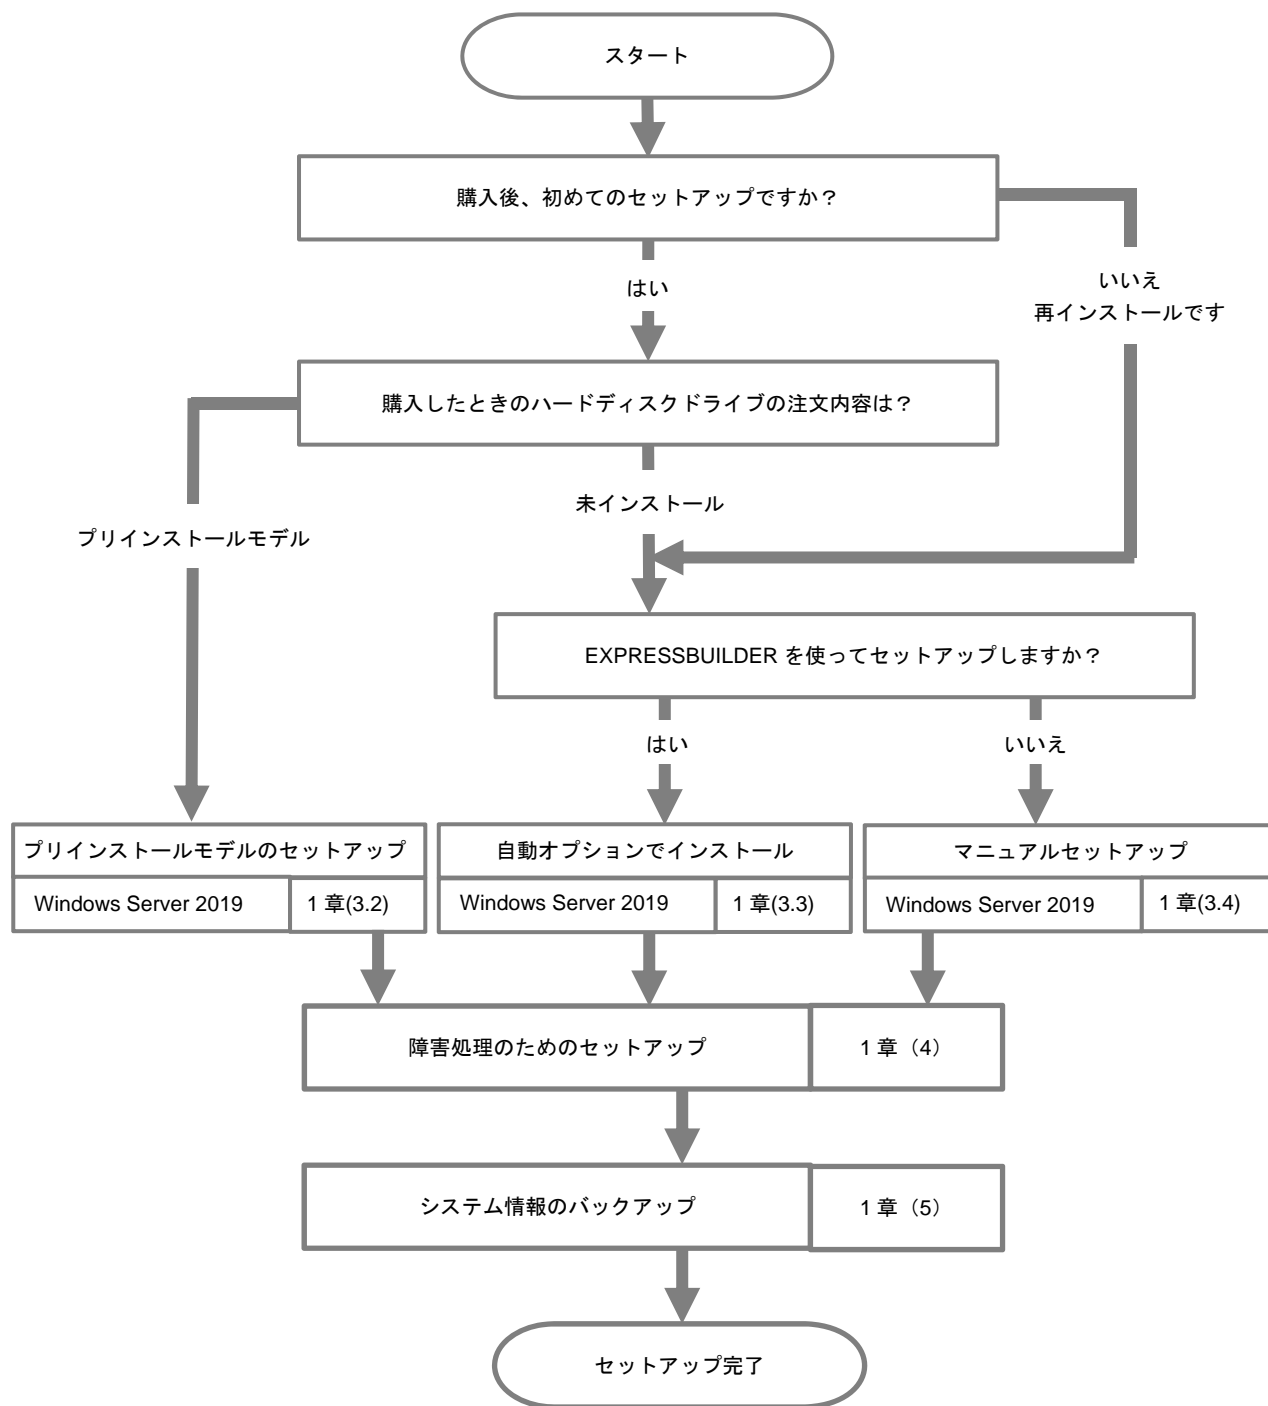 スタート
購入後、初めてのセットアップですか？
はい
いいえ
再インストールです
購入したときのハードディスクドライブの注文内容は？
未インストール
プリインストールモデル
EXPRESSBUILDER を使ってセットアップしますか？
はい
いいえ
プリインストールモデルのセットアップ
Windows Server 2019
1 章(3.2)
自動オプションでインストール
Windows Server 2019
1 章(3.3)
マニュアルセットアップ
Windows Server 2019
1 章(3.4)
障害処理のためのセットアップ
1 章（4）
システム情報のバックアップ
1 章（5）
セットアップ完了